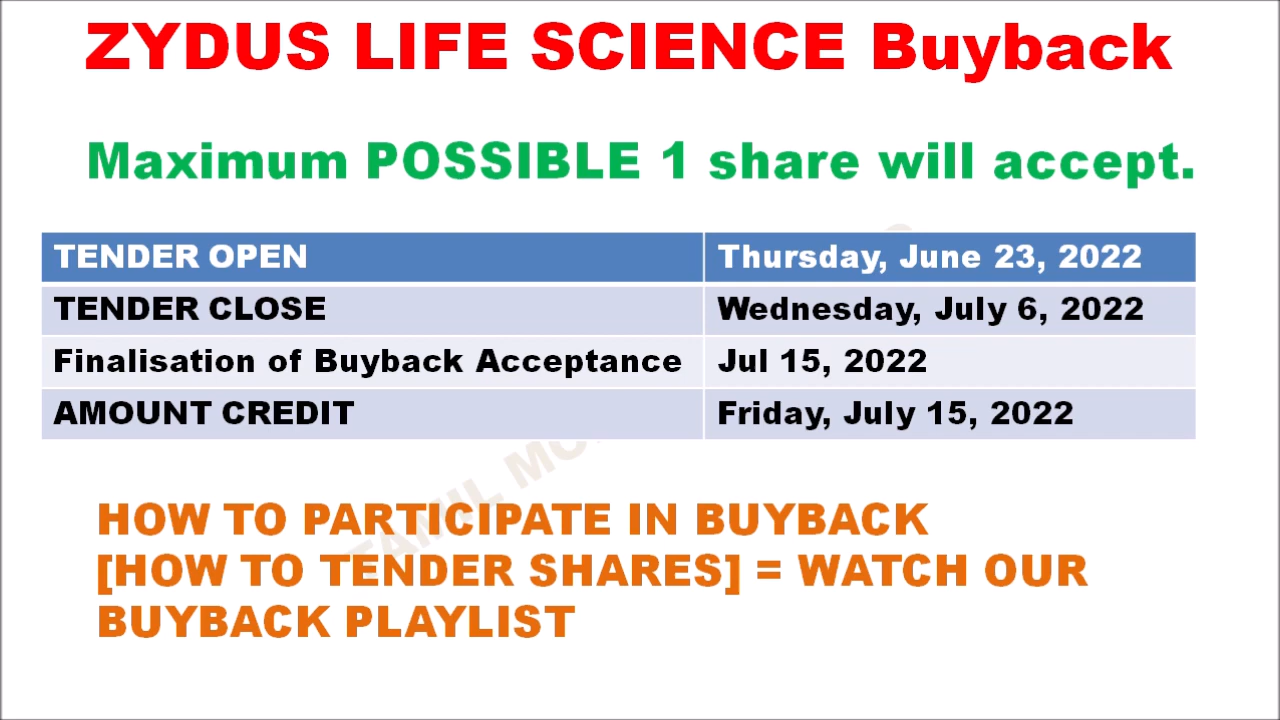 ZYDUS LIFE SCIENCE Buyback
Maximum POSSIBLE 1 share will accept.
TENDER OPEN Thursday, June 23, 2022
TENDER CLOSE Wednesday, July 6, 2022
Finalisation of Buyback Acceptance Jul 15, 2022
AMOUNT CREDIT Friday, July 15, 2022
TAMIL
HOW TO PARTICIPATE IN BUYBACK
[HOW TO TENDER SHARES] = WATCH OUR
BUYBACK PLAYLIST